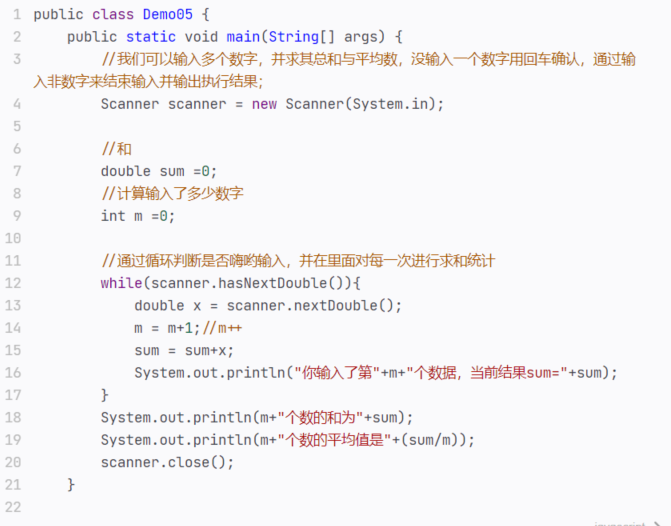 1 public class Demo05 {
2 public static void main(String[] args) {
3 //我们可以输入多个数字，并求其总和与平均数，没输入一个数字用回车确认，通过输
入非数字来结束输入并输出执行结果；
4 Scanner scanner = new Scanner(System.in);
5
6 //和
7 double sum =0;
8 //计算输入了多少数字
9 int m =0;
10
11 //通过循环判断是否嗨哟输入，并在里面对每一次进行求和统计
12 while(scanner.hasNextDouble()){
13 double x = scanner.nextDouble();
14 m = m+1;//m++
15 sum = sum+x;
16 System.out.println("你输入了第"+m+"个数据，当前结果sum="+sum);
17 }
18 System.out.println(m+"个数的和为"+sum);
19 System.out.println(m+"个数的平均值是"+(sum/m));
20 scanner.close();
21 }
22